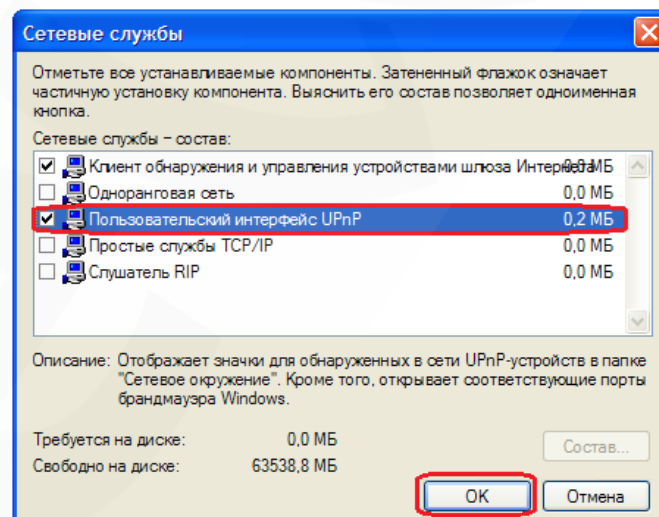 Сетевые службы
Отметьте все устанавливаемые компоненты. Затененный флажок означает
частичную установку компонента. Выяснить его состав позволяет одноименная
кнопка.
Сетевые службы – состав:
Клиент обнаружения и управления устройствами шлюза Интернета 0,0 МБ
Одноранговая сеть 0,0 МБ
Пользовательский интерфейс UPnP 0,2 МБ
Простые службы TCP/IP 0,0 МБ
Слушатель RIP 0,0 МБ
Описание: Отображает значки для обнаруженных в сети UPnP-устройств в папке
"Сетевое окружение". Кроме того, открывает соответствующие порты
брандмауэра Windows.
Требуется на диске: 0,0 МБ
Состав...
Свободно на диске: 63538,8 МБ
OK Отмена